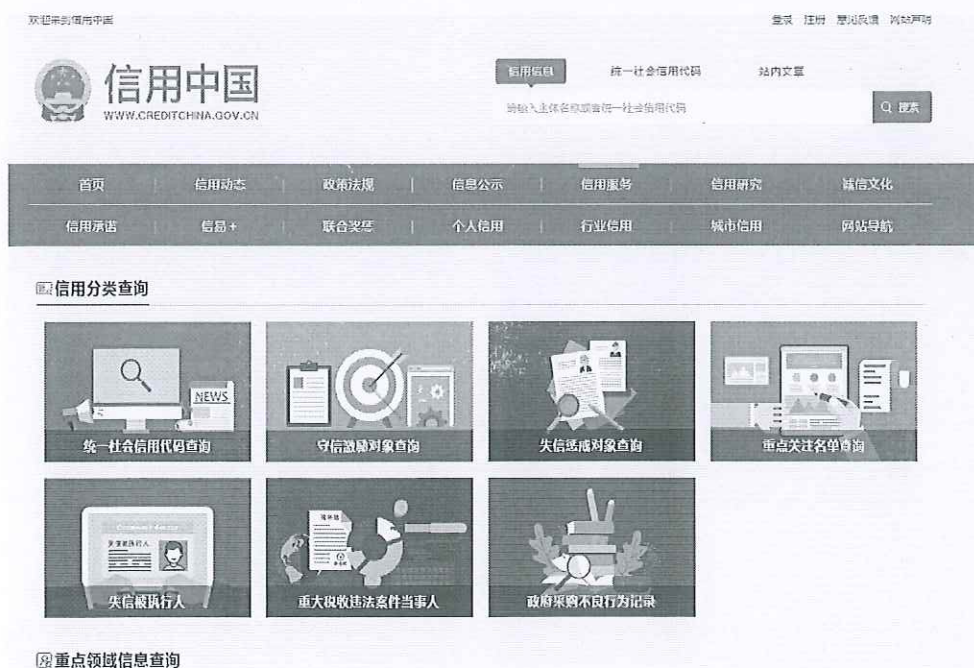 欢迎来到信用中国
登录 注册 意见反馈 网站声明
信用中国
WWW.CREDITCHINA.GOV.CN
信用信息 统一社会信用代码 站内文章
请输入主体名称或者统一社会信用代码
搜索
首页 信用动态 政策法规 信息公示 信用服务 信用研究 诚信文化
信用承诺 信易+ 联合奖惩 个人信用 行业信用 城市信用 网站导航
信用分类查询
NEWS
统一社会信用代码查询
守信激励对象查询
失信惩戒对象查询
重点关注名单查询
失信被执行人
失信被执行人
重大税收违法案件当事人
政府采购不良行为记录
重点领域信息查询